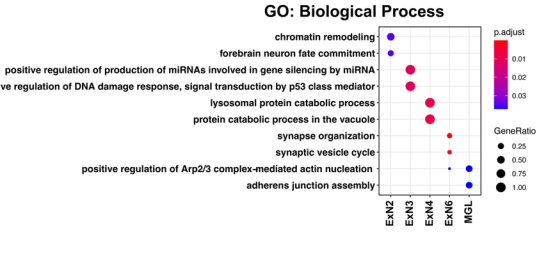 GO: Biological Process
chromatin remodeling
forebrain neuron fate commitment
positive regulation of production of miRNAs involved in gene silencing by miRNA
ve regulation of DNA damage response, signal transduction by p53 class mediator
lysosomal protein catabolic process
protein catabolic process in the vacuole
synapse organization
synaptic vesicle cycle
positive regulation of Arp2/3 complex-mediated actin nucleation
adherens junction assembly
ExN2
ExN3
ExN4
ExN6
MGL
p.adjust
0.01
0.02
0.03
GeneRatio
0.25
0.50
0.75
1.00